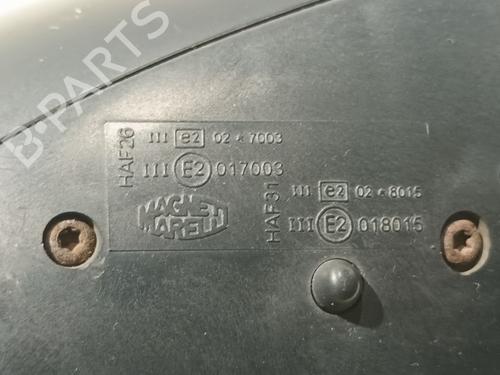 B-PARTS
HAF26
III e2 02*7003
III E2 017003
MAGNETI
MARELLI
HAF31
III e2 02*8015
III E2 018015